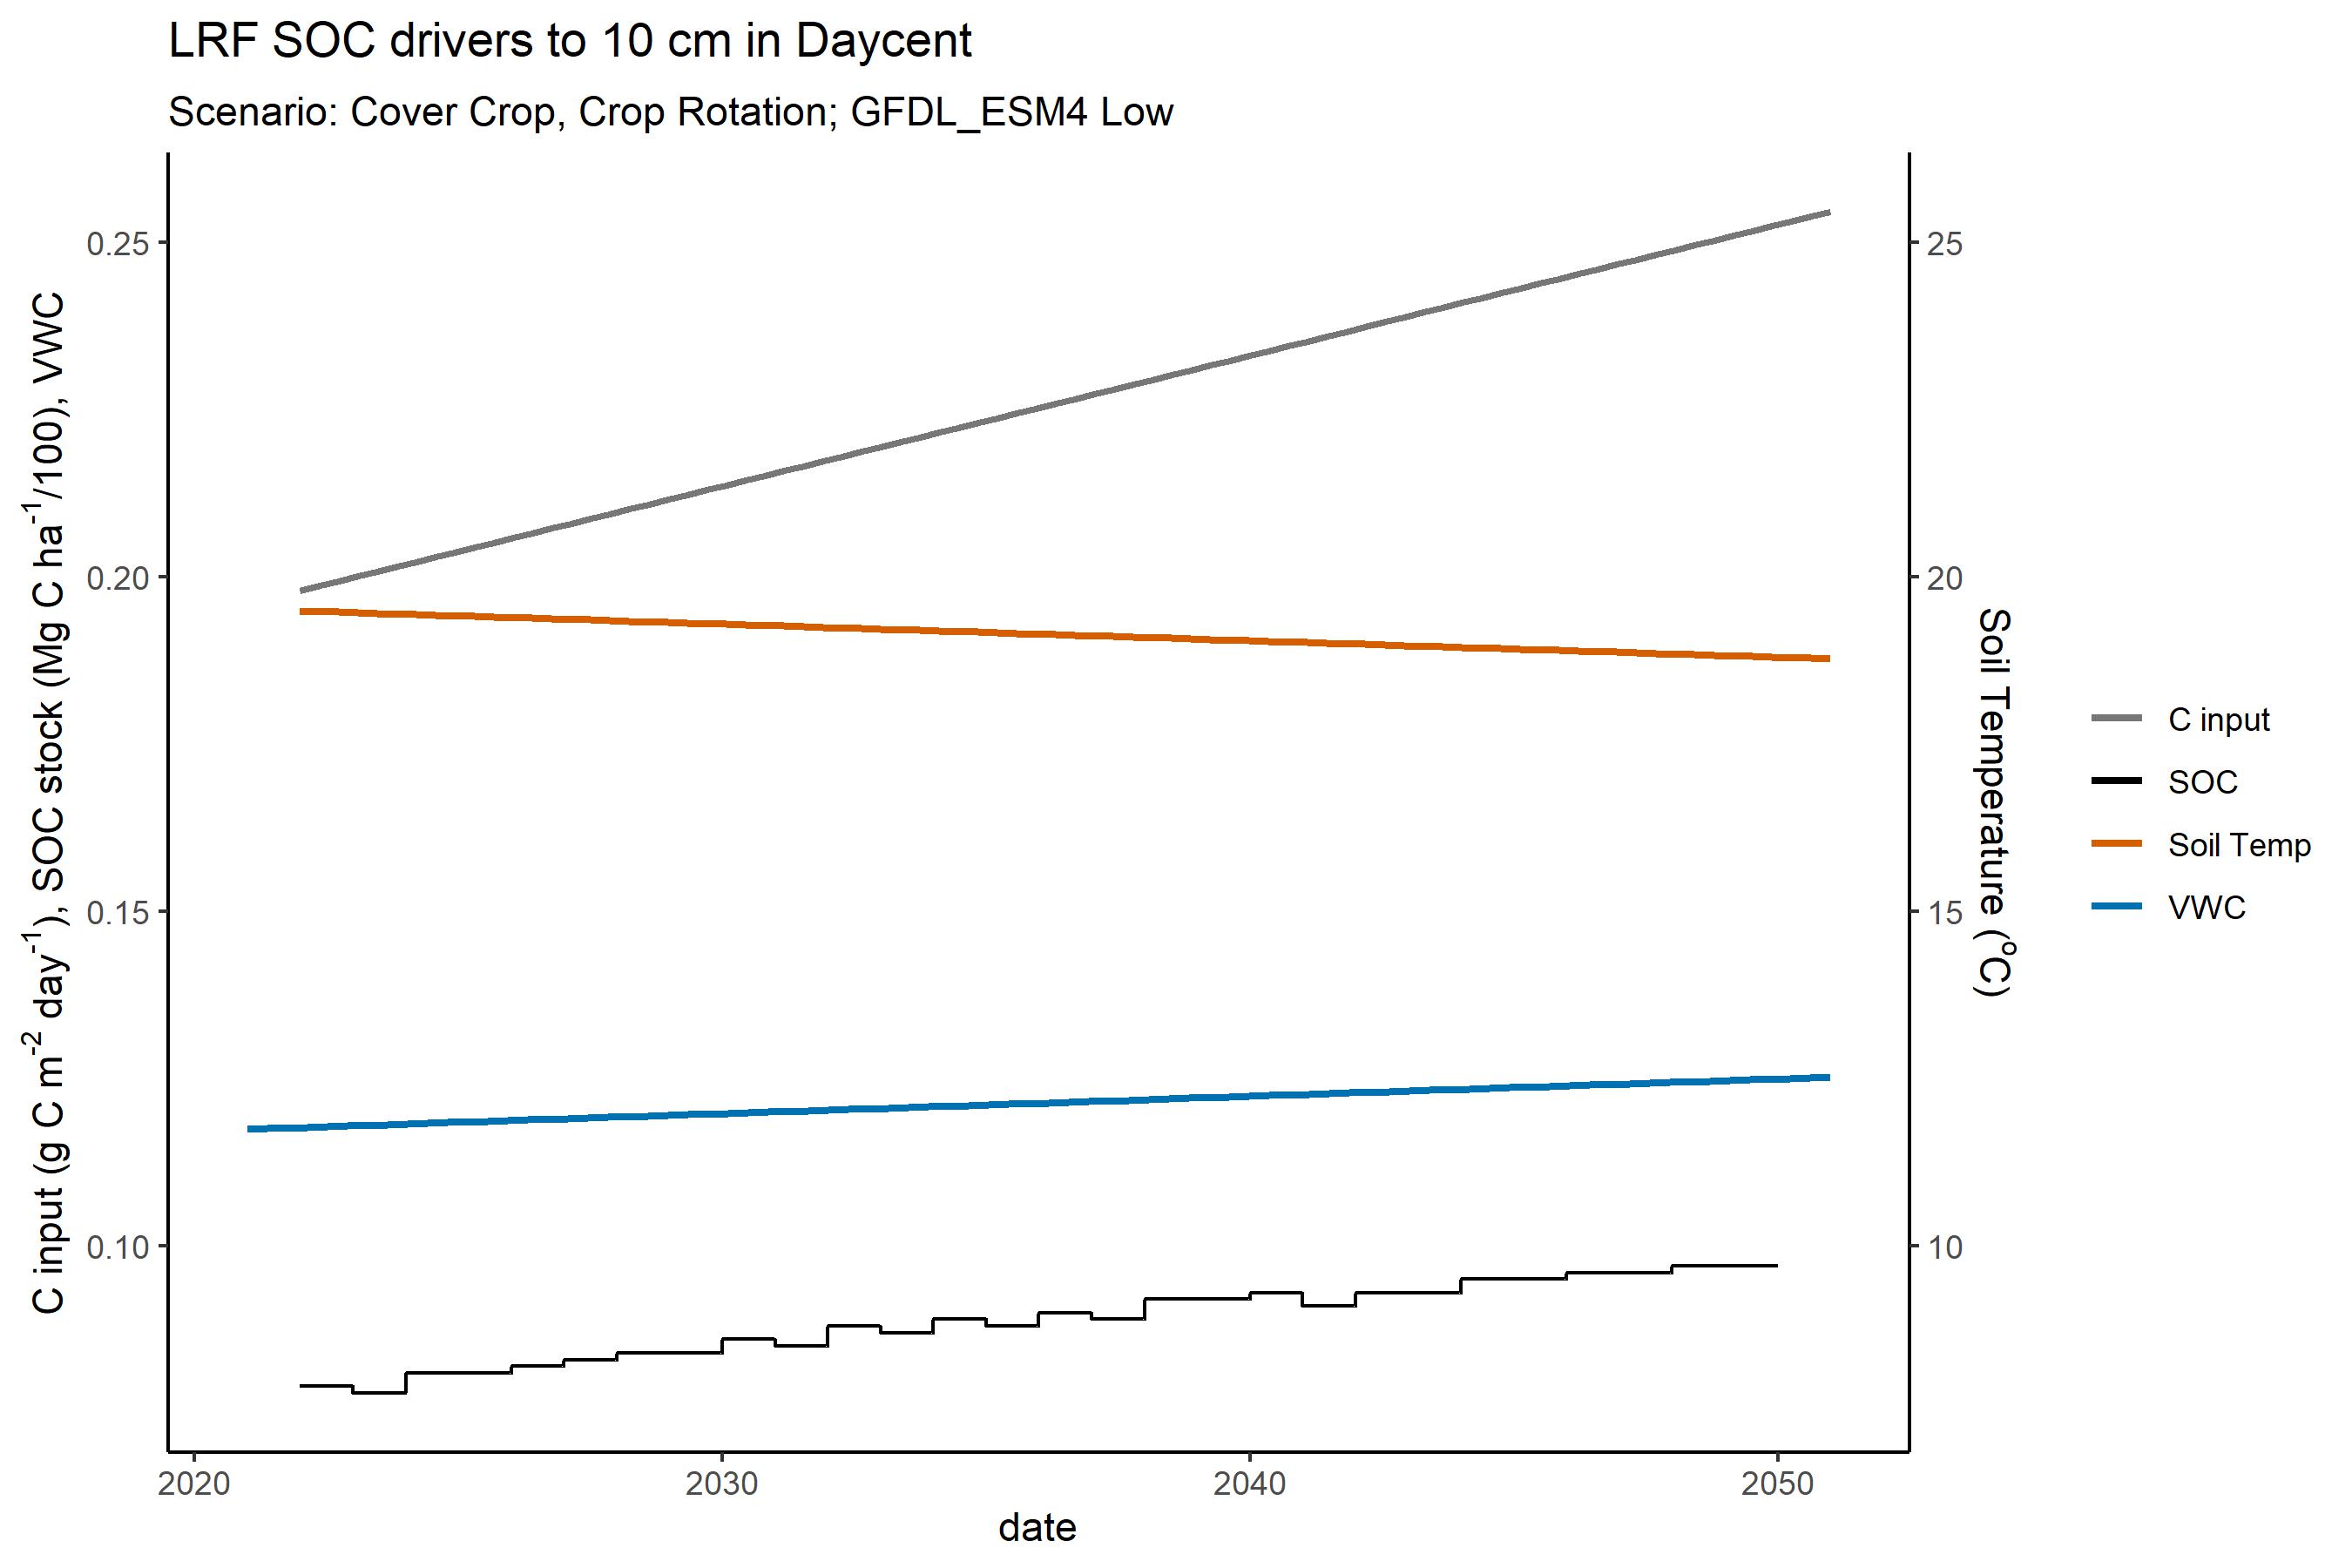 LRF SOC drivers to 10 cm in Daycent
Scenario: Cover Crop, Crop Rotation; GFDL_ESM4 Low
C input (g C m⁻² day⁻¹), SOC stock (Mg C ha⁻¹/100), VWC
0.25
0.20
0.15
0.10
25
20
15
10
Soil Temperature (°C)
C input
SOC
Soil Temp
VWC
2020
2030
2040
2050
date